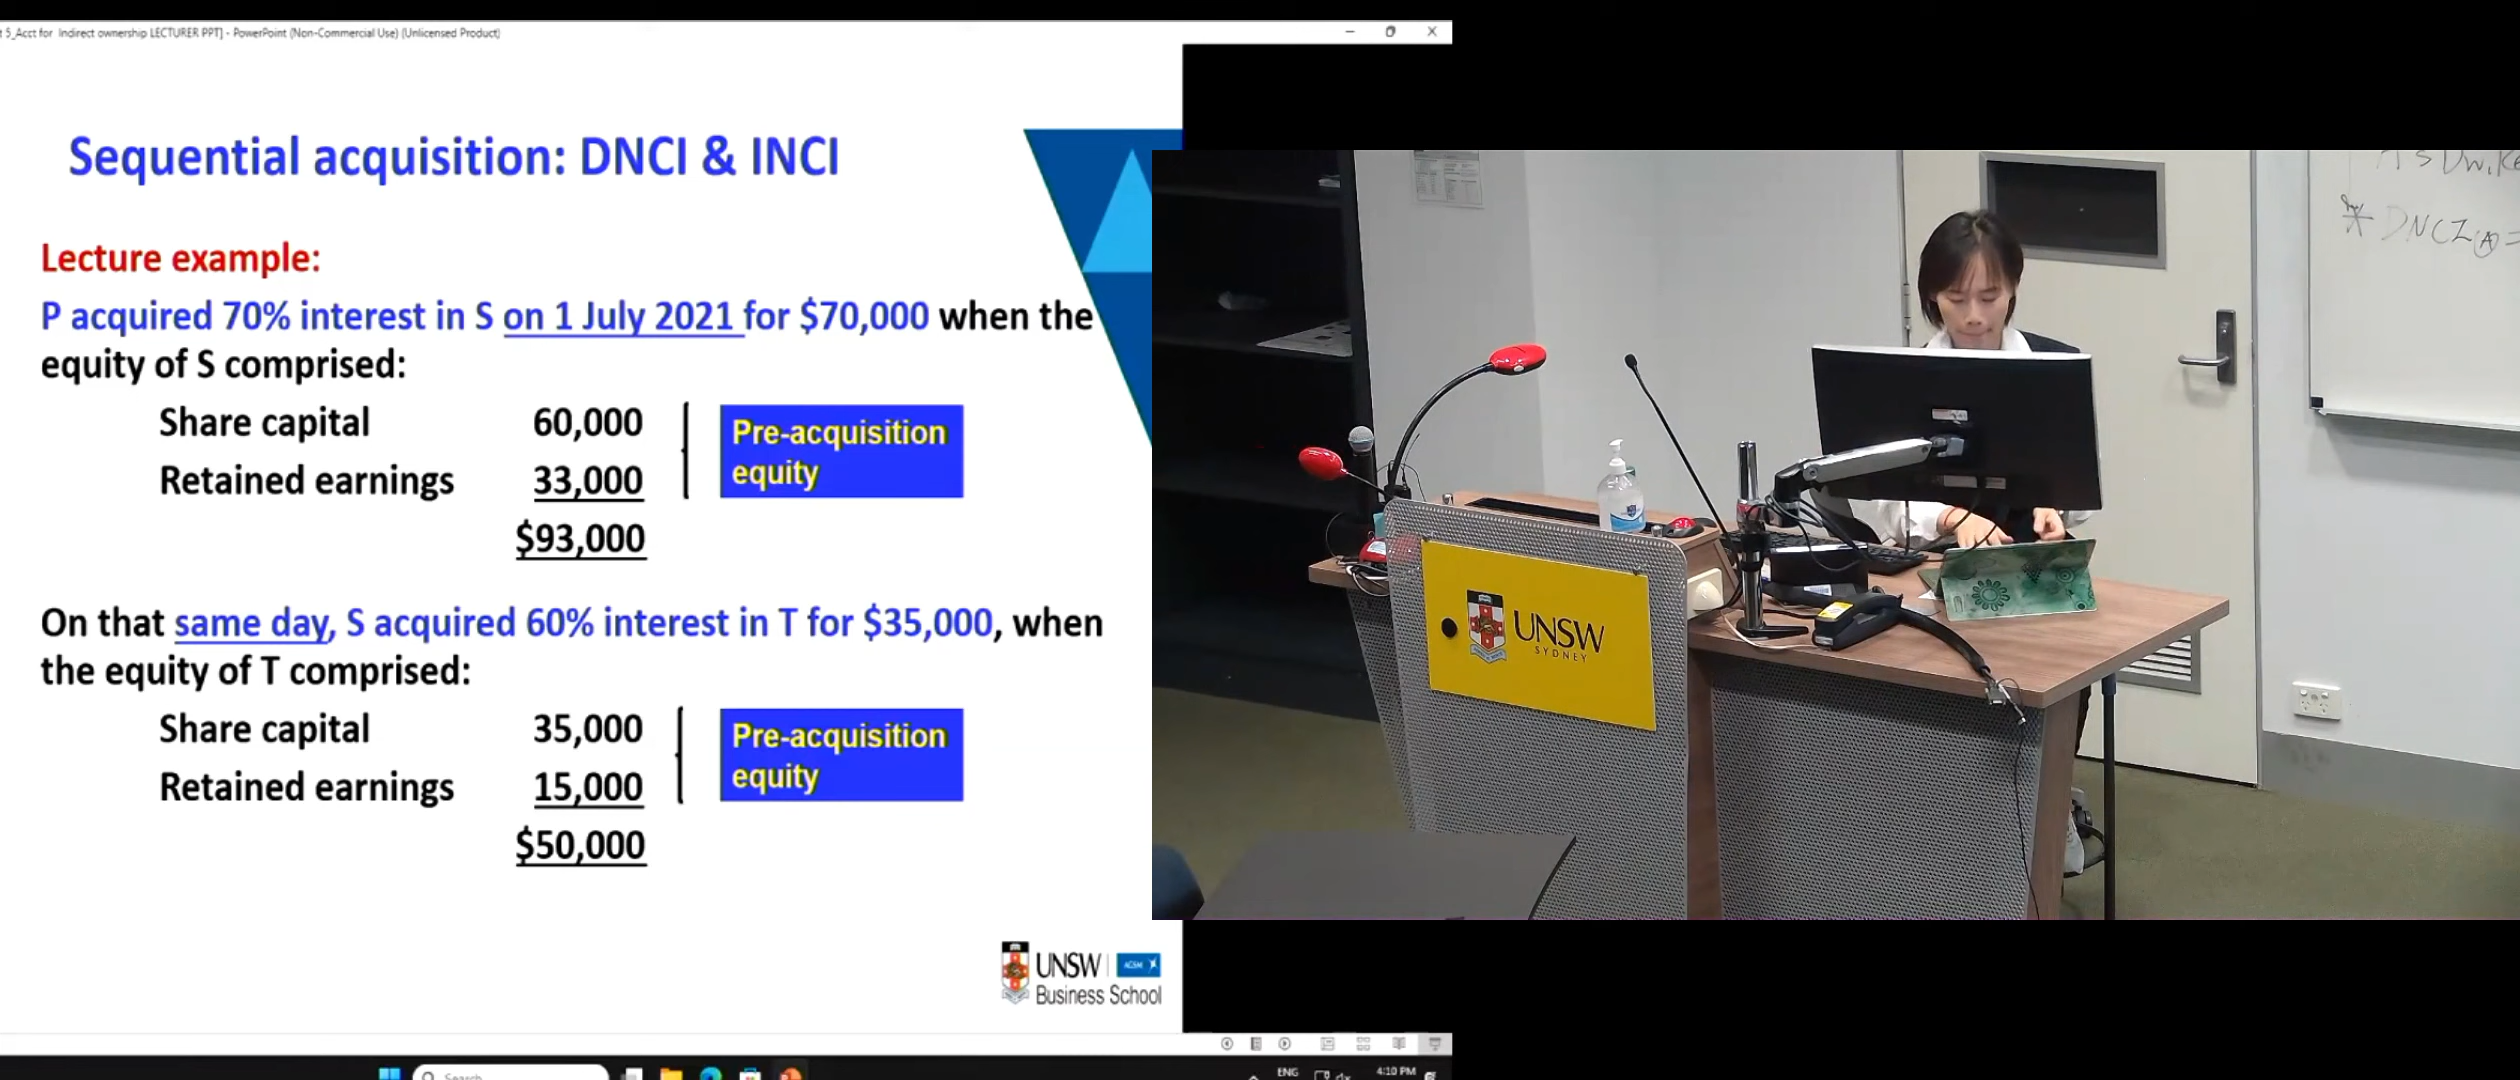 t 5_Acct for Indirect ownership LECTURER PPT] - PowerPoint (Non-Commercial Use) (Unlicensed Product)
Sequential acquisition: DNCI & INCI
Lecture example:
P acquired 70% interest in S on 1 July 2021 for $70,000 when the
equity of S comprised:
Share capital 60,000
Retained earnings 33,000
$93,000
Pre-acquisition
equity
On that same day, S acquired 60% interest in T for $35,000, when
the equity of T comprised:
Share capital 35,000
Retained earnings 15,000
$50,000
Pre-acquisition
equity
UNSW
AGSM
Business School
Search
ENG
4:10 PM
UNSW
SYDNEY
* DNCI(A) =